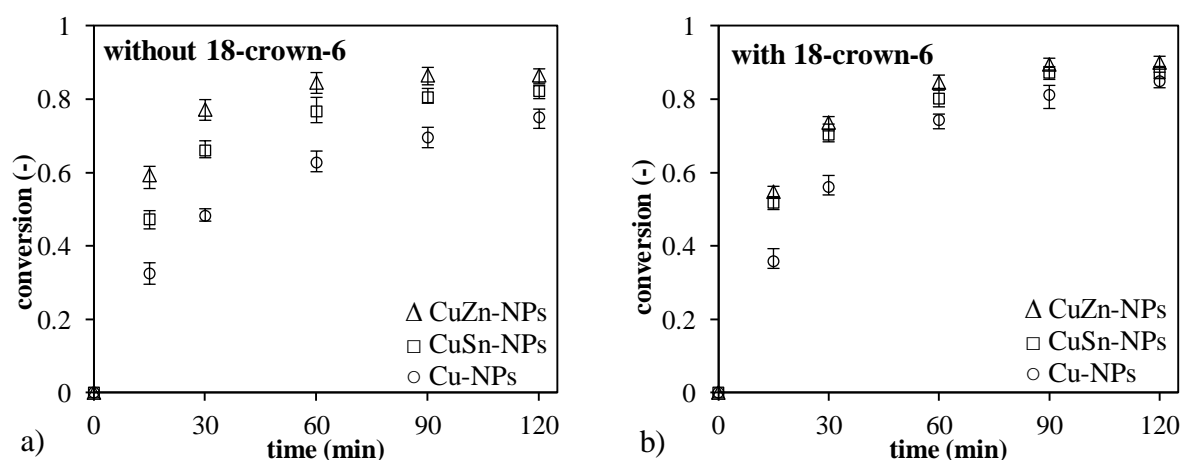 without 18-crown-6
conversion (-)
1
0.8
0.6
0.4
0.2
0
CuZn-NPs
CuSn-NPs
Cu-NPs
0 30 60 90 120
time (min)
a)
with 18-crown-6
conversion (-)
1
0.8
0.6
0.4
0.2
0
CuZn-NPs
CuSn-NPs
Cu-NPs
0 30 60 90 120
time (min)
b)